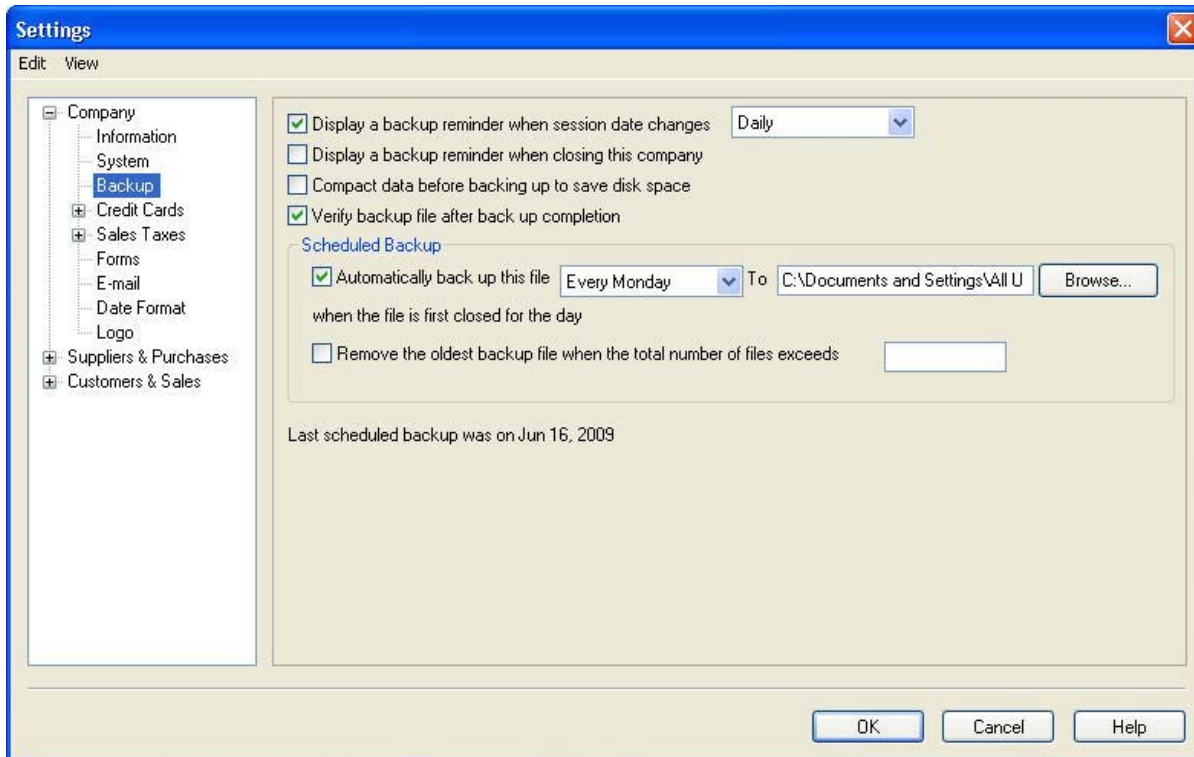 Settings
Edit View
Company
Information
System
Backup
Credit Cards
Sales Taxes
Forms
E-mail
Date Format
Logo
Suppliers & Purchases
Customers & Sales
Display a backup reminder when session date changes Daily
Display a backup reminder when closing this company
Compact data before backing up to save disk space
Verify backup file after back up completion
Scheduled Backup
Automatically back up this file Every Monday To C:\Documents and Settings\All U Browse...
when the file is first closed for the day
Remove the oldest backup file when the total number of files exceeds
Last scheduled backup was on Jun 16, 2009
OK Cancel Help